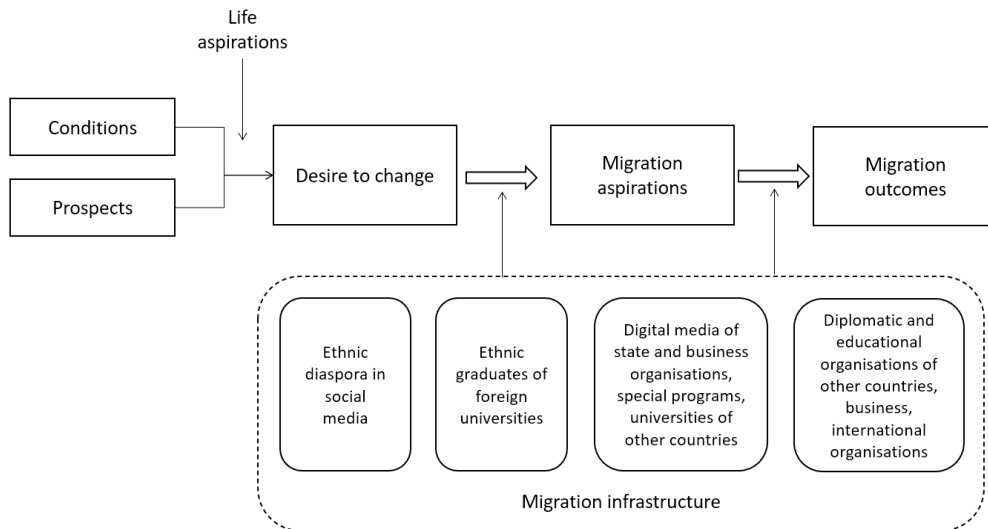 Life
aspirations
Conditions
Prospects
Desire to change
Migration
aspirations
Migration
outcomes
Ethnic
diaspora in
social
media
Ethnic
graduates of
foreign
universities
Digital media of
state and business
organisations,
special programs,
universities of
other countries
Diplomatic and
educational
organisations of
other countries,
business,
international
organisations
Migration infrastructure